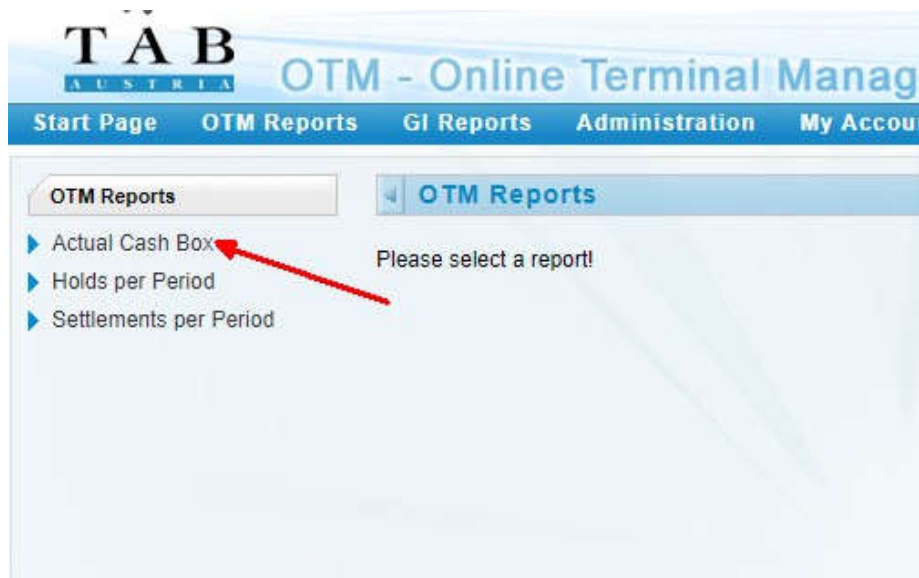 TAB
AUSTRIA
OTM - Online Terminal Manag
Start Page OTM Reports GI Reports Administration My Accou
OTM Reports
OTM Reports
Actual Cash Box
Please select a report!
Holds per Period
Settlements per Period